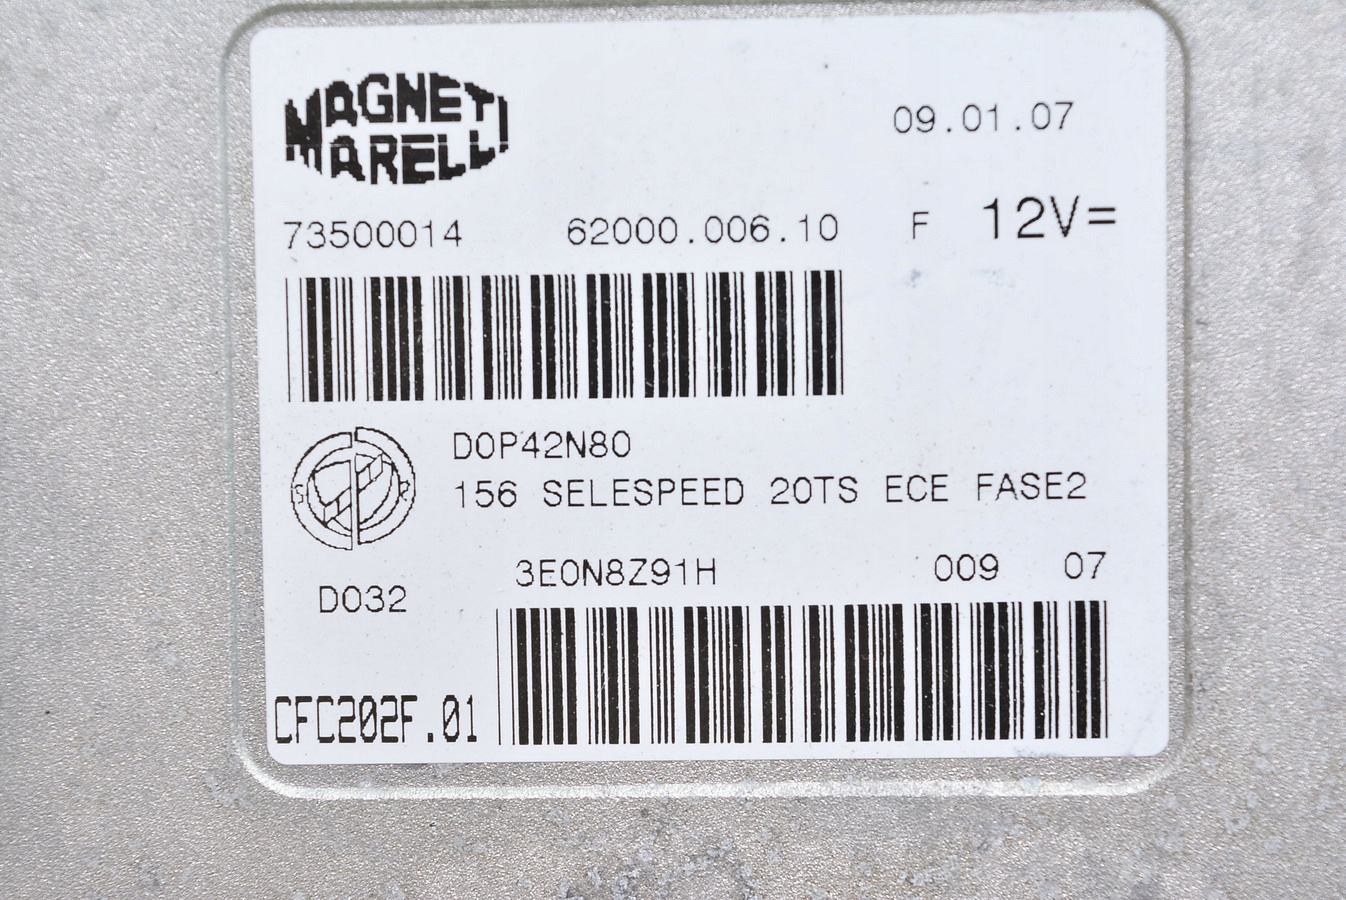 MAGNETI
MARELLI
09.01.07
73500014 62000.006.10 F 12V=
D0P42N80
156 SELESPEED 20TS ECE FASE2
S R
3E0N8Z91H 009 07
D032
CFC202F.01